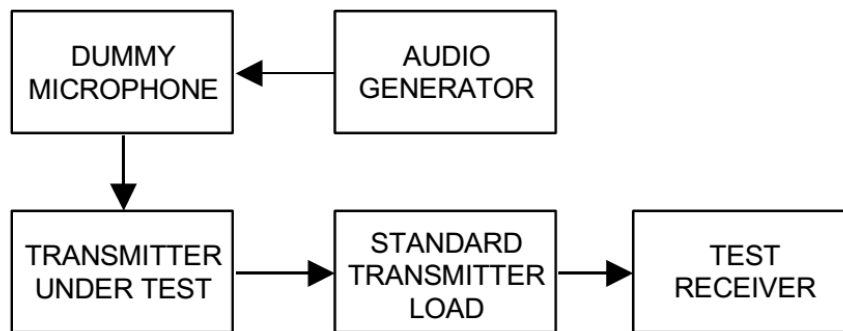 DUMMY
MICROPHONE
AUDIO
GENERATOR
TRANSMITTER
UNDER TEST
STANDARD
TRANSMITTER
LOAD
TEST
RECEIVER